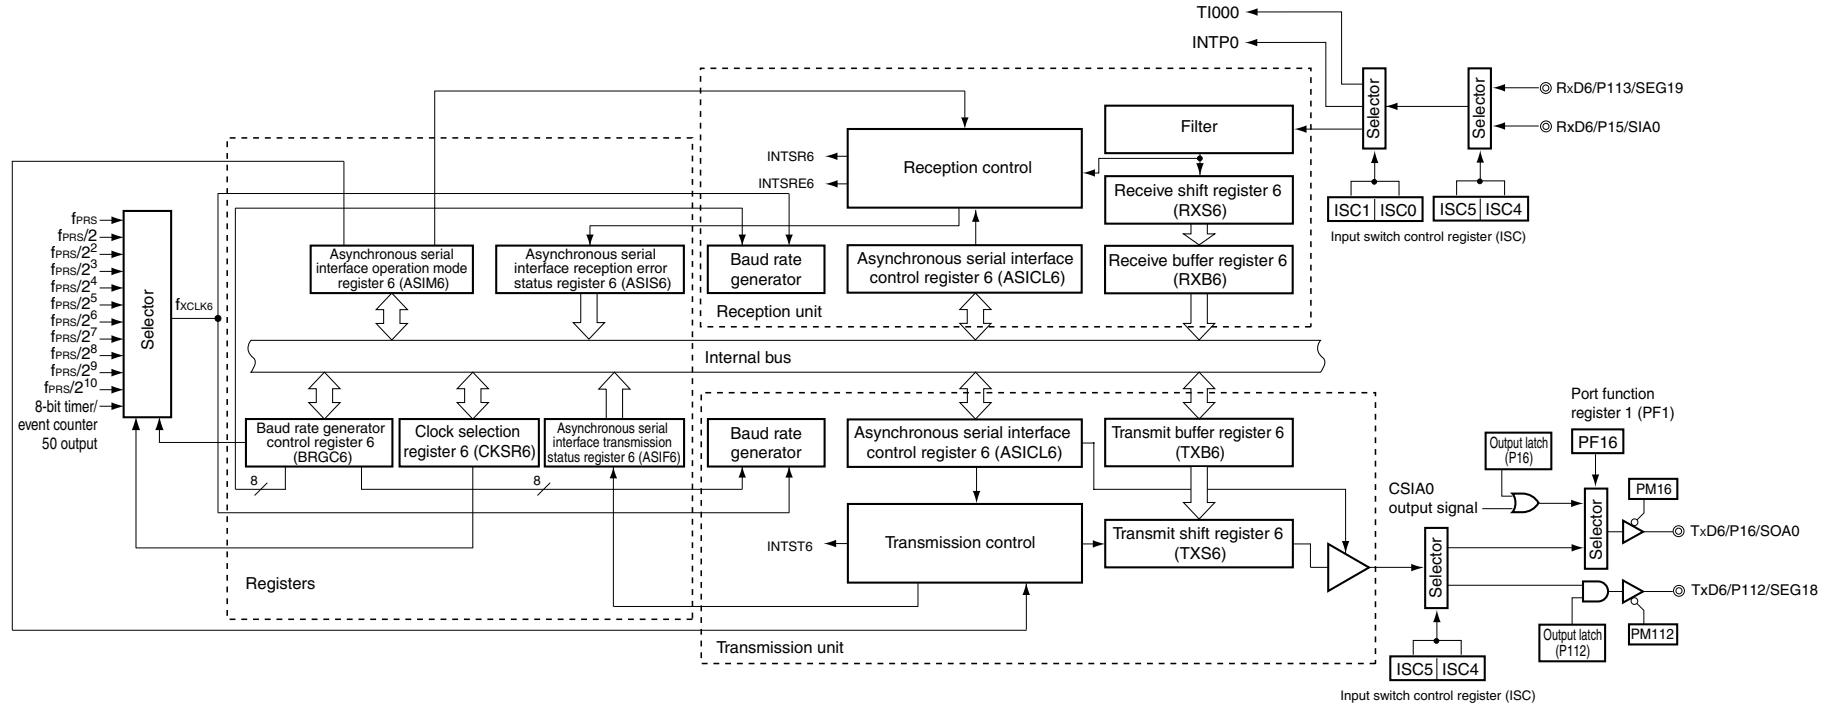 TI000
INTP0
Selector
Selector
RxD6/P113/SEG19
RxD6/P15/SIA0
ISC1 ISC0
ISC5 ISC4
Input switch control register (ISC)
Filter
Reception control
INTSR6
INTSRE6
Receive shift register 6
(RXS6)
Asynchronous serial
interface operation mode
register 6 (ASIM6)
Asynchronous serial
interface reception error
status register 6 (ASIS6)
Baud rate
generator
Asynchronous serial interface
control register 6 (ASICL6)
Receive buffer register 6
(RXB6)
Reception unit
fPRS
fPRS/2
fPRS/2²
fPRS/2³
fPRS/2⁴
fPRS/2⁵
fPRS/2⁶
fPRS/2⁷
fPRS/2⁸
fPRS/2⁹
fPRS/2¹⁰
8-bit timer/
event counter
50 output
Selector
fXCLK6
Internal bus
Baud rate generator
control register 6
(BRGC6)
Clock selection
register 6 (CKSR6)
Asynchronous serial
interface transmission
status register 6 (ASIF6)
Baud rate
generator
Asynchronous serial interface
control register 6 (ASICL6)
Transmit buffer register 6
(TXB6)
8
8
INTST6
Transmission control
Transmit shift register 6
(TXS6)
Registers
Transmission unit
Port function
register 1 (PF1)
Output latch
(P16)
PF16
CSIA0
output signal
PM16
Selector
Selector
TxD6/P16/SOA0
TxD6/P112/SEG18
Output latch
(P112)
PM112
ISC5 ISC4
Input switch control register (ISC)